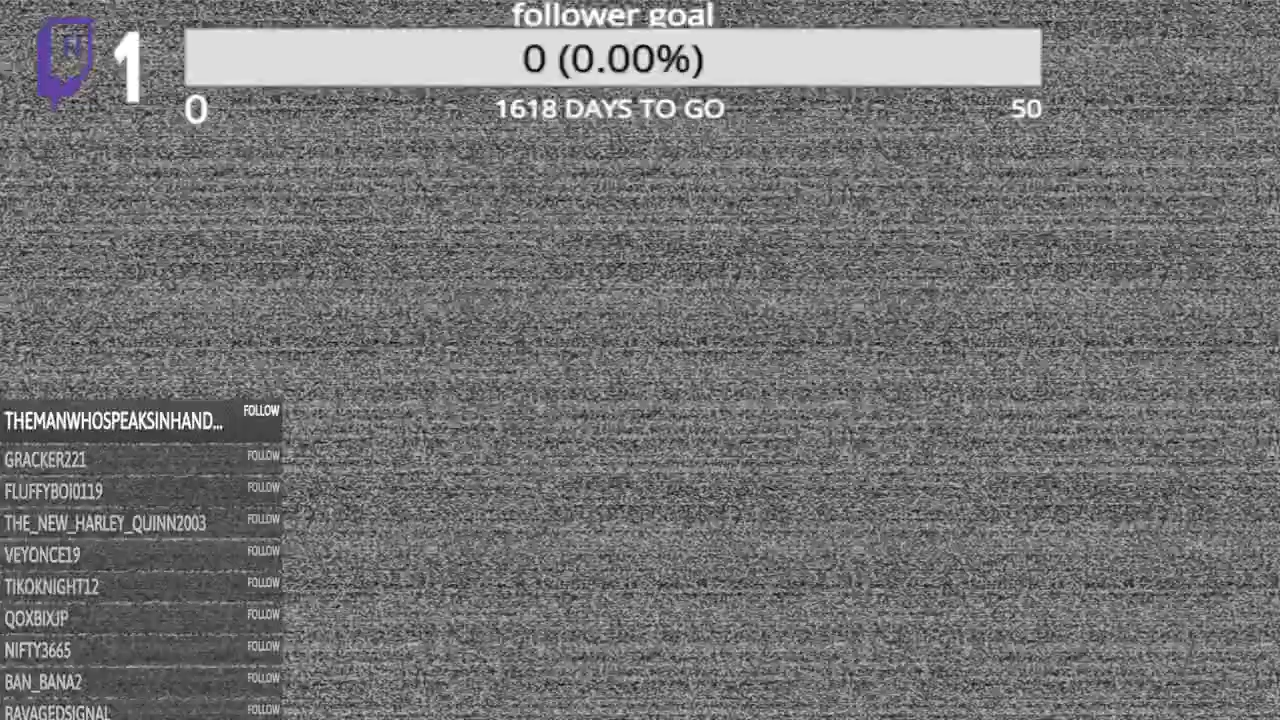 follower goal
1
0 (0.00%)
0 1618 DAYS TO GO 50
THEMANWHOSPEAKSINHAND... FOLLOW
GRACKER221 FOLLOW
FLUFFYBOI0119 FOLLOW
THE_NEW_HARLEY_QUINN2003 FOLLOW
VEYONCE19 FOLLOW
TIKOKNIGHT12 FOLLOW
QOXBIXJP FOLLOW
NIFTY3665 FOLLOW
BAN_BANA2 FOLLOW
RAVAGEDSIGNAL FOLLOW